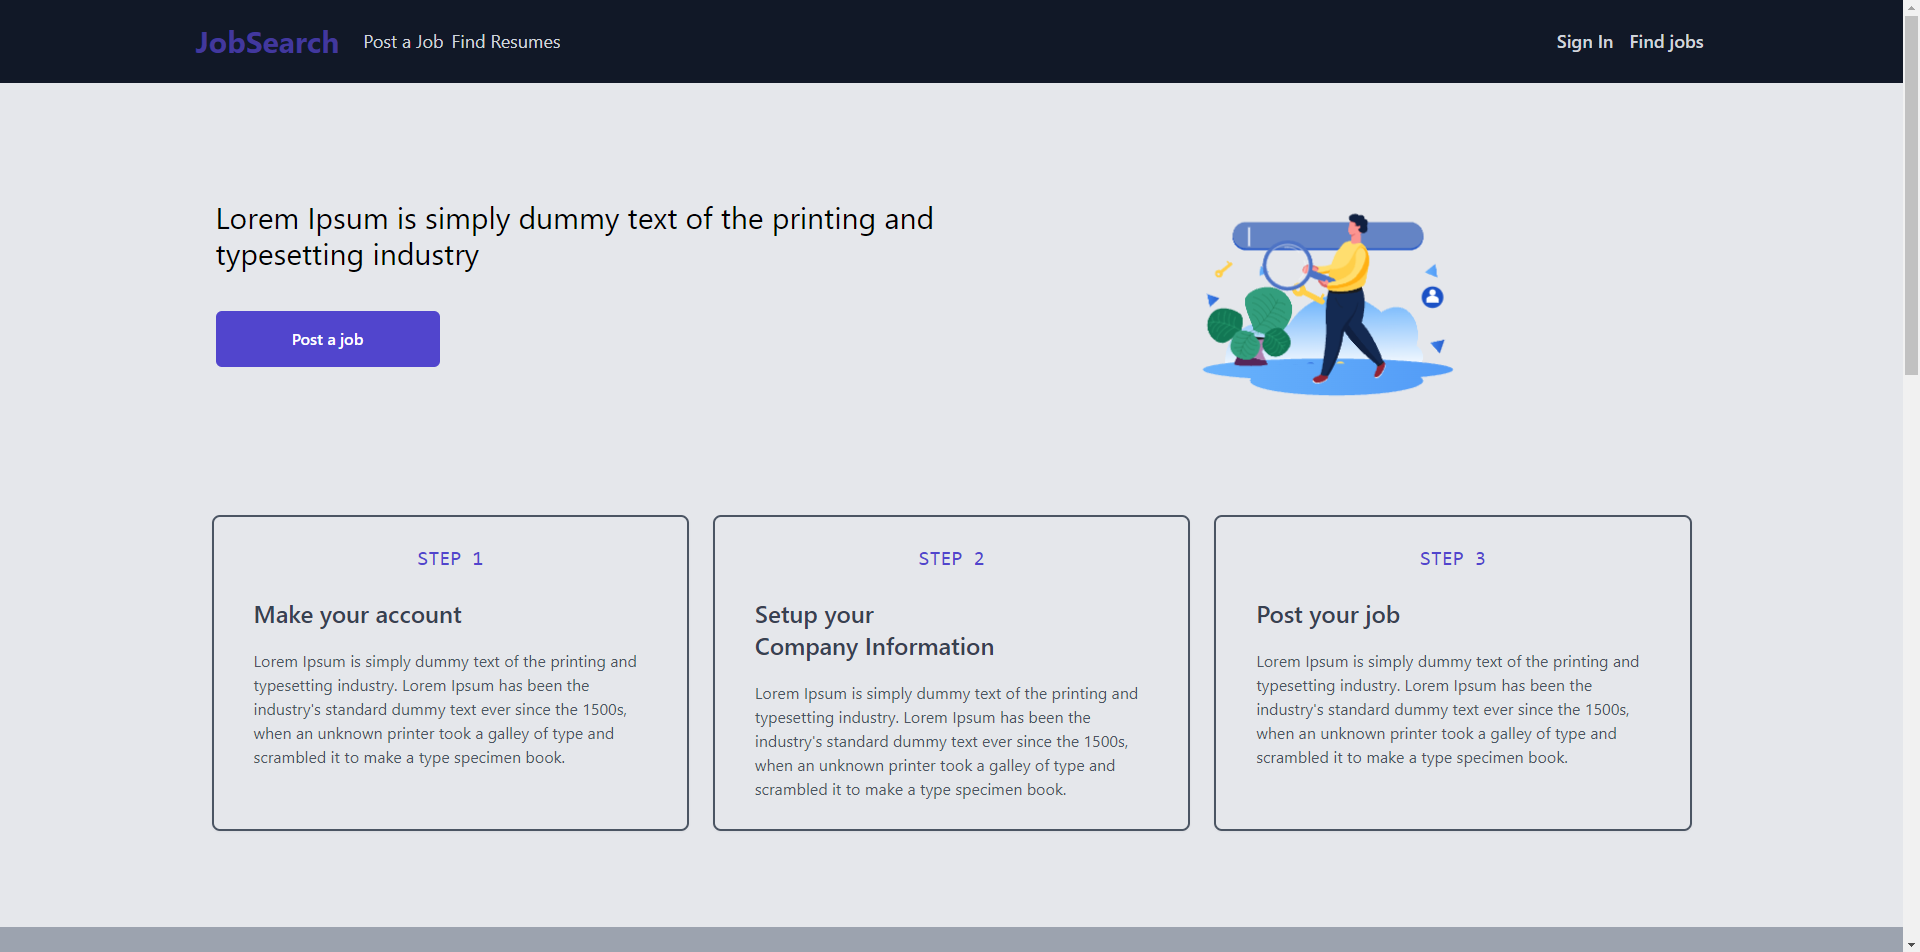 JobSearch Post a Job Find Resumes Sign In Find jobs
Lorem Ipsum is simply dummy text of the printing and
typesetting industry
Post a job
STEP 1
Make your account
Lorem Ipsum is simply dummy text of the printing and
typesetting industry. Lorem Ipsum has been the
industry's standard dummy text ever since the 1500s,
when an unknown printer took a galley of type and
scrambled it to make a type specimen book.
STEP 2
Setup your
Company Information
Lorem Ipsum is simply dummy text of the printing and
typesetting industry. Lorem Ipsum has been the
industry's standard dummy text ever since the 1500s,
when an unknown printer took a galley of type and
scrambled it to make a type specimen book.
STEP 3
Post your job
Lorem Ipsum is simply dummy text of the printing and
typesetting industry. Lorem Ipsum has been the
industry's standard dummy text ever since the 1500s,
when an unknown printer took a galley of type and
scrambled it to make a type specimen book.